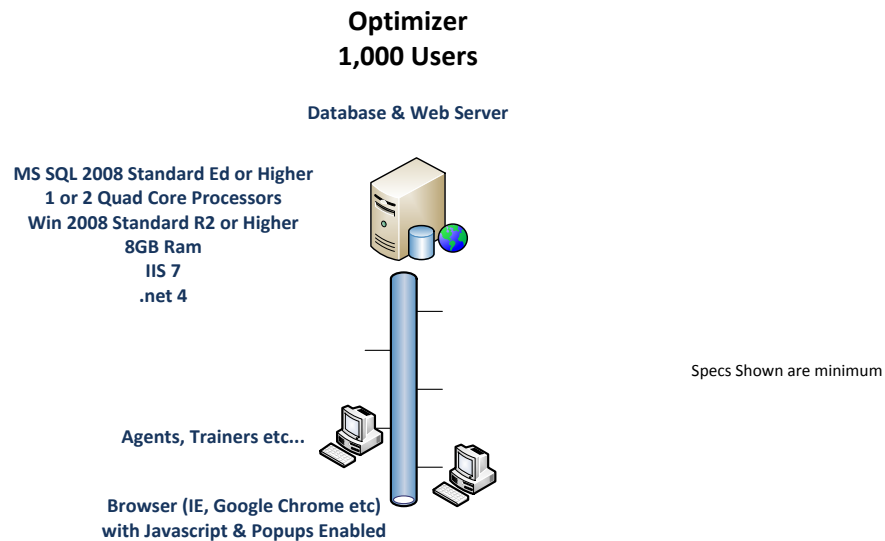 Optimizer
1,000 Users
Database & Web Server
MS SQL 2008 Standard Ed or Higher
1 or 2 Quad Core Processors
Win 2008 Standard R2 or Higher
8GB Ram
IIS 7
.net 4
Specs Shown are minimum
Agents, Trainers etc...
Browser (IE, Google Chrome etc)
with Javascript & Popups Enabled